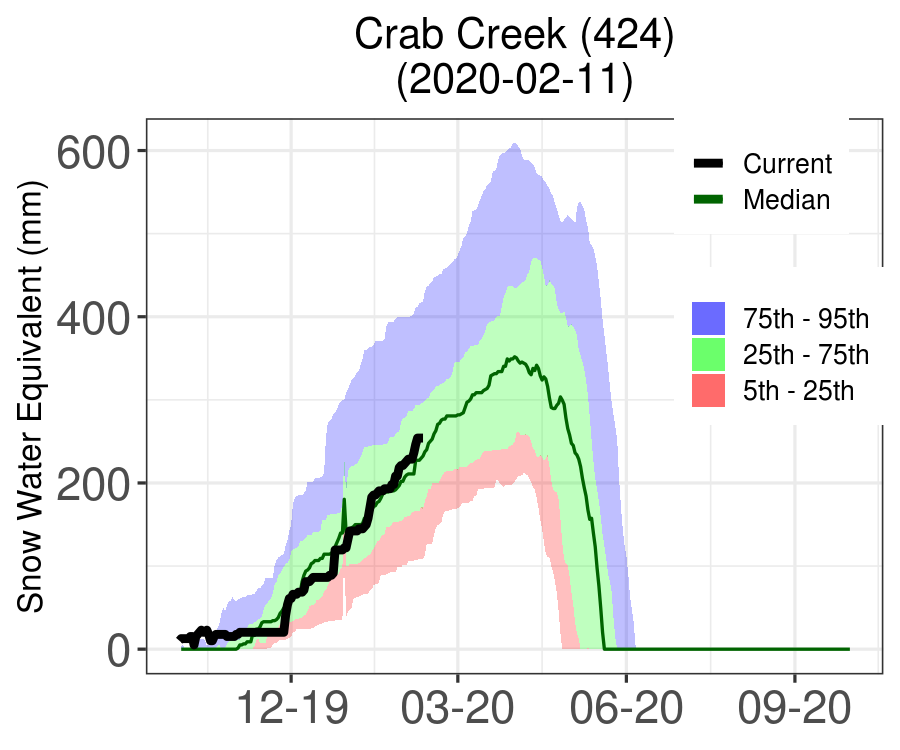 Crab Creek (424)
(2020-02-11)
Snow Water Equivalent (mm)
600
400
200
0
12-19
03-20
06-20
09-20
Current
Median
75th - 95th
25th - 75th
5th - 25th